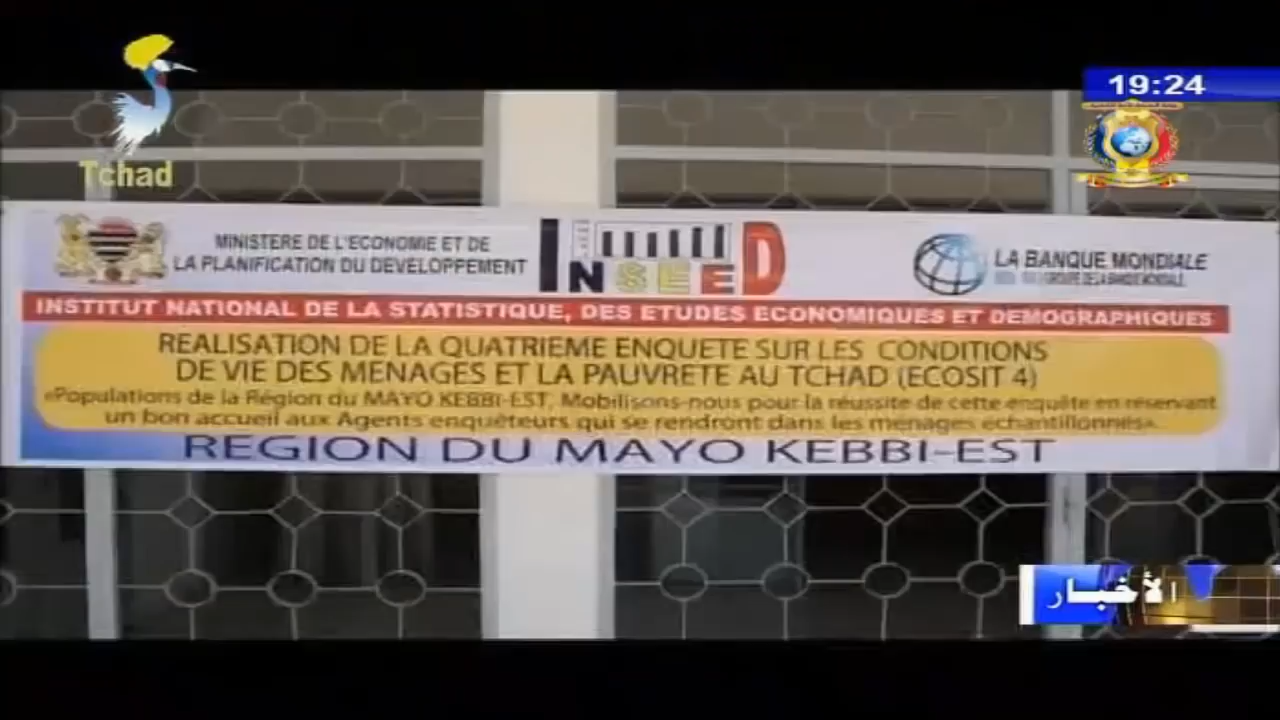 19:24
Tchad
MINISTERE DE L'ECONOMIE ET DE
LA PLANIFICATION DU DEVELOPPEMENT
INSEED
LA BANQUE MONDIALE
INSTITUT NATIONAL DE LA STATISTIQUE, DES ETUDES ECONOMIQUES ET DEMOGRAPHIQUES
REALISATION DE LA QUATRIEME ENQUETE SUR LES CONDITIONS
DE VIE DES MENAGES ET LA PAUVRETE AU TCHAD (ECOSIT 4)
«Populations de la Région du MAYO KEBBI-EST, Mobilisons-nous pour la réussite de cette enquête en réservant
un bon accueil aux Agents enquêteurs qui se rendront dans les ménages échantillonnés».
REGION DU MAYO KEBBI-EST
الأخبار